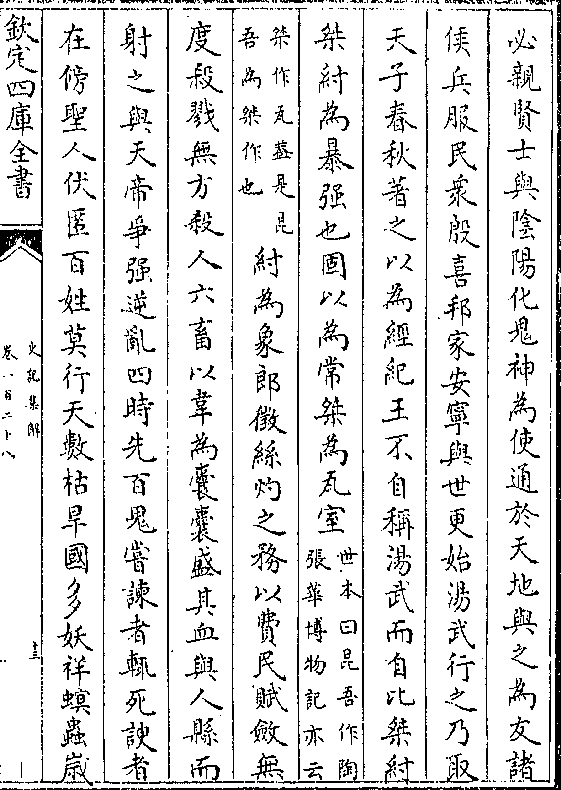 必親賢士與陰陽化鬼神為使通於天地與之為友諸
侯兵服民衆殷喜邦家安寧與世更始湯武行之乃取
天子春秋著之以為經紀王不自稱湯武而自比桀紂
桀紂為暴强也固以為常桀為瓦室世本曰昆吾作陶張華博物記亦云
桀作瓦蓋是昆吾為桀作也紂為象郎徵絲灼之務以費民賦斂無
度殺戮無方殺人六畜以韋為囊囊盛其血與人縣而
射之與天帝爭强逆亂四時先百鬼嘗諫者輒死諛者
在傍聖人伏匿百姓莫行天數枯旱國多妖祥螟蟲歲
欽定四庫全書
史記集解
卷一百二十八
十三